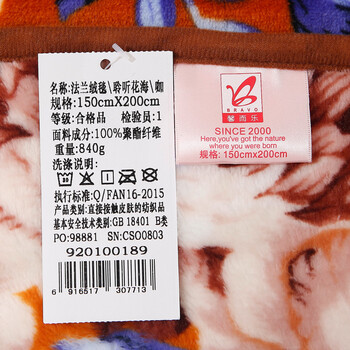 名称:法兰绒毯\聆听花海\咖
规格:150cmX200cm
等级:合格品 检验员:1
面料成分:100%聚酯纤维
重量:840g
洗涤说明:
执行标准:Q/FAN16-2015
产品类别:直接接触皮肤的纺织品
基本安全技术类别:GB 18401 B类
PO:98881 SN:CSO0803
920100189
6 916517 307713
BRAVO
馨而乐
SINCE 2000
Here,you've got the nature
where you were born
规格:150cmx200cm